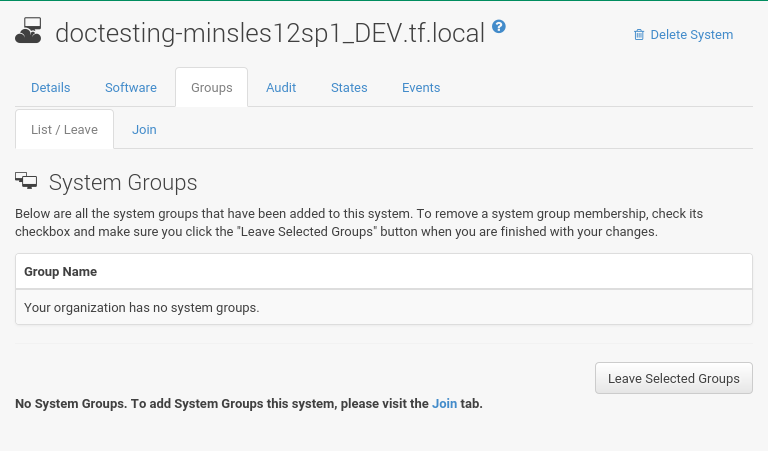 doctesting-minsles12sp1_DEV.tf.local ?
Delete System
Details Software Groups Audit States Events
List / Leave Join
System Groups
Below are all the system groups that have been added to this system. To remove a system group membership, check its
checkbox and make sure you click the "Leave Selected Groups" button when you are finished with your changes.
Group Name
Your organization has no system groups.
Leave Selected Groups
No System Groups. To add System Groups this system, please visit the Join tab.